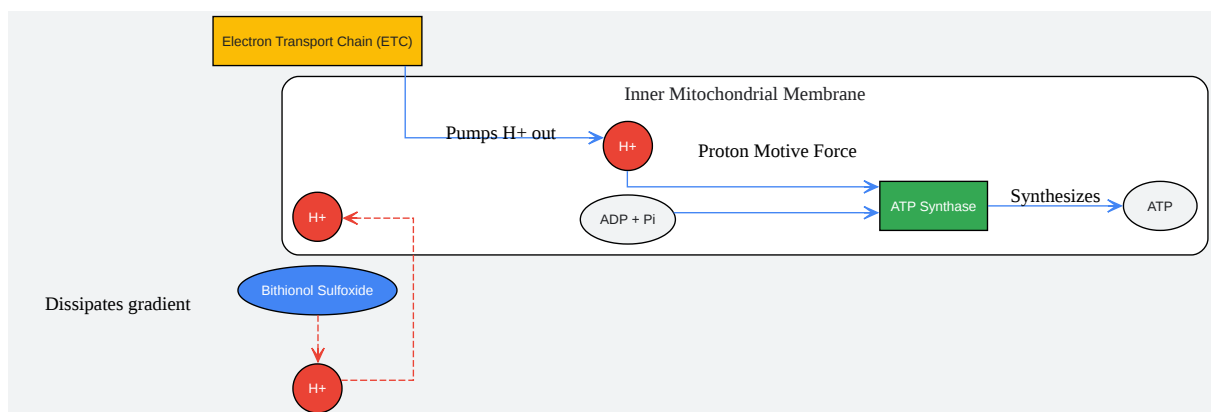 Electron Transport Chain (ETC)
Inner Mitochondrial Membrane
Pumps H+ out
H+
Proton Motive Force
H+
ADP + Pi
ATP Synthase
Synthesizes
ATP
Bithionol Sulfoxide
Dissipates gradient
H+